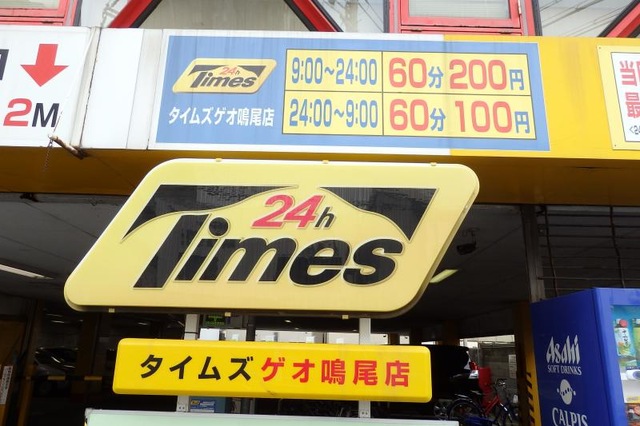 2M
24h
Times
タイムズゲオ鳴尾店
9:00~24:00 60分 200円
24:00~9:00 60分 100円
当
最
24h
Times
タイムズゲオ鳴尾店
Asahi
SOFT DRINKS
CALPIS